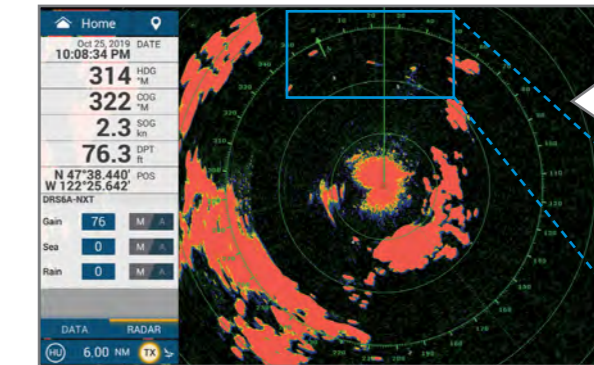 Home
Oct 25, 2019 DATE
10:08:34 PM
314 HDG °M
322 COG °M
2.3 SOG kn
76.3 DPT ft
N 47°38.440' POS
W 122°25.642'
DRS6A-NXT
Gain 76 M A
Sea 0 M A
Rain 0 M A
DATA RADAR
HU 6.00 NM TX